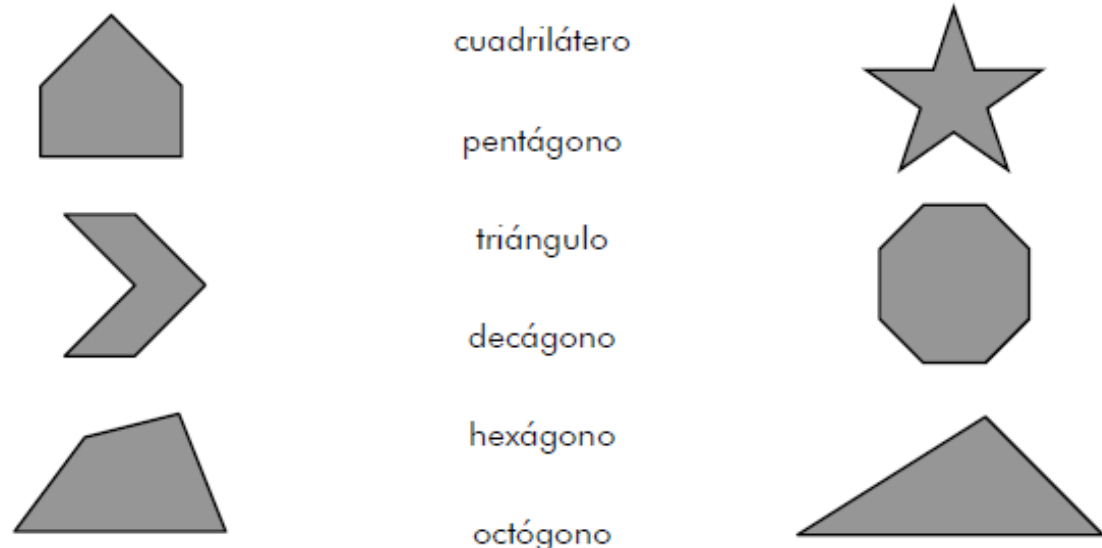 cuadrilátero
pentágono
triángulo
decágono
hexágono
octógono